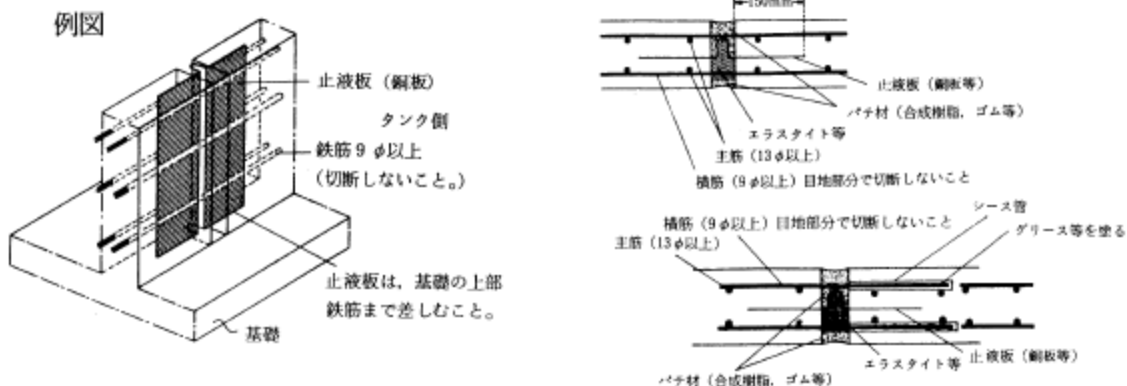 例図
止液板（銅板）
タンク側
鉄筋９φ以上
（切断しないこと。）
止液板は，基礎の上部
鉄筋まで差しむこと。
基礎
150mm
止液板（銅板等）
パテ材（合成樹脂，ゴム等）
エラスタイト等
主筋（13φ以上）
横筋（9φ以上）目地部分で切断しないこと
シース管
横筋（9φ以上）目地部分で切断しないこと
グリース等を塗る
主筋（13φ以上）
エラスタイト等
止液板（銅板等）
パテ材（合成樹脂，ゴム等）